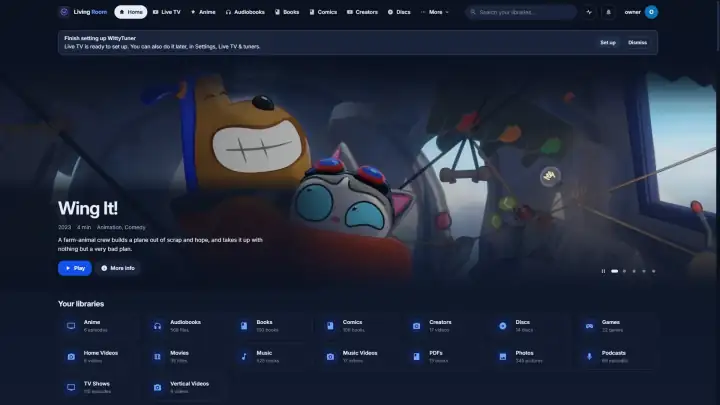 Living Room
Home
Live TV
Anime
Audiobooks
Books
Comics
Creators
Discs
More
Search your libraries...
owner
O
Finish setting up WittyTuner
Live TV is ready to set up. You can also do it later, in Settings, Live TV & tuners.
Set up
Dismiss
Wing It!
2023 3 min Animation, Comedy
A farm-animal crew builds a plane out of scrap and hope, and takes it up with
nothing but a very bad plan.
Play
More info
Your libraries
Anime
Audiobooks
Books
Comics
Creators
Discs
Games
Home Videos
Movies
Music
Music Videos
PDFs
Photos
Podcasts
TV Shows
Vertical Videos